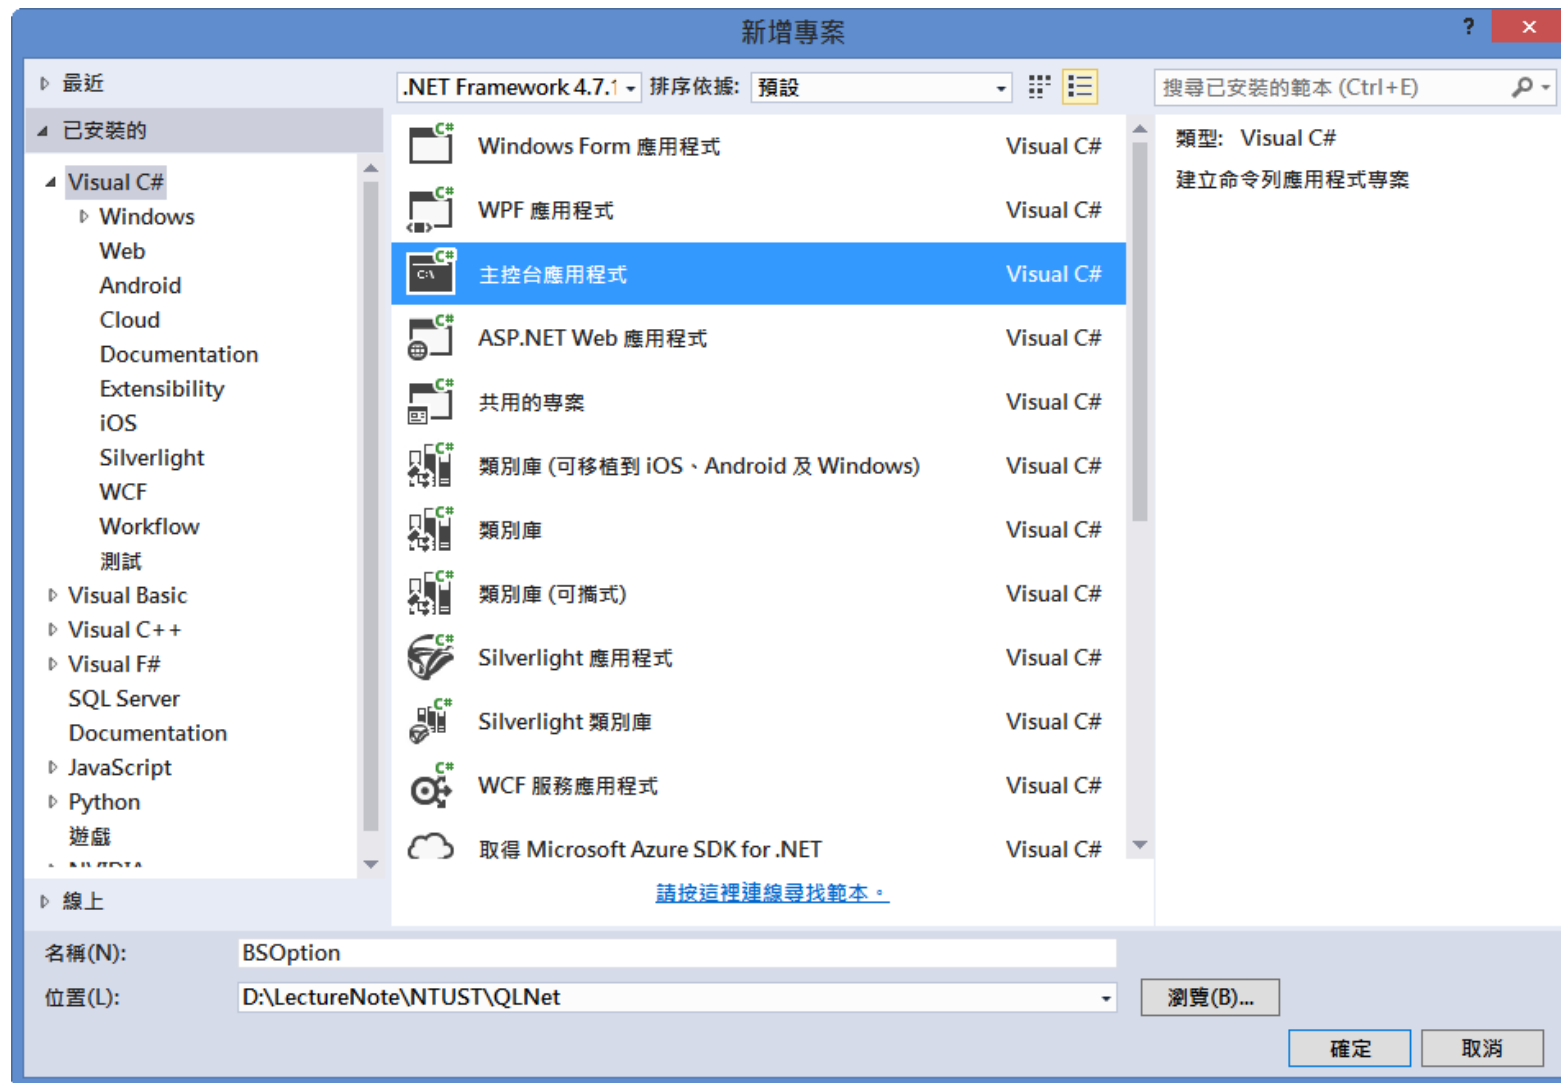 新增專案
?
最近
.NET Framework 4.7.1
排序依據:
預設
搜尋已安裝的範本 (Ctrl+E)
已安裝的
Visual C#
Windows
Web
Android
Cloud
Documentation
Extensibility
iOS
Silverlight
WCF
Workflow
測試
Visual Basic
Visual C++
Visual F#
SQL Server
Documentation
JavaScript
Python
遊戲
NVIDIA
線上
Windows Form 應用程式 Visual C#
WPF 應用程式 Visual C#
主控台應用程式 Visual C#
ASP.NET Web 應用程式 Visual C#
共用的專案 Visual C#
類別庫 (可移植到 iOS、Android 及 Windows) Visual C#
類別庫 Visual C#
類別庫 (可攜式) Visual C#
Silverlight 應用程式 Visual C#
Silverlight 類別庫 Visual C#
WCF 服務應用程式 Visual C#
取得 Microsoft Azure SDK for .NET Visual C#
請按這裡連線尋找範本。
類型: Visual C#
建立命令列應用程式專案
名稱(N): BSOption
位置(L): D:\LectureNote\NTUST\QLNet
瀏覽(B)...
確定
取消